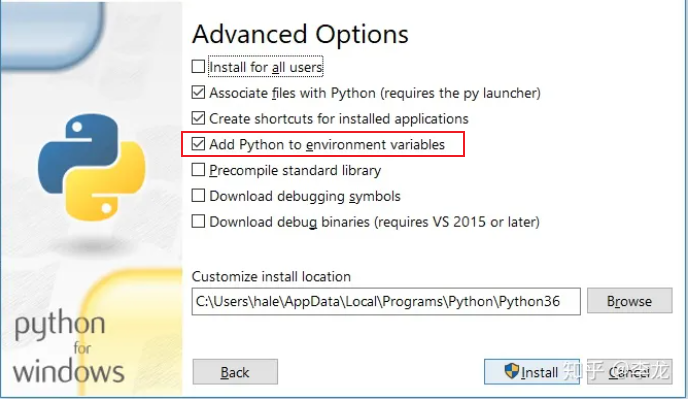 Advanced Options
Install for all users
Associate files with Python (requires the py launcher)
Create shortcuts for installed applications
Add Python to environment variables
Precompile standard library
Download debugging symbols
Download debug binaries (requires VS 2015 or later)
Customize install location
C:\Users\hale\AppData\Local\Programs\Python\Python36
Browse
python
for
windows
Back
Install
Cancel
知乎 @李龙